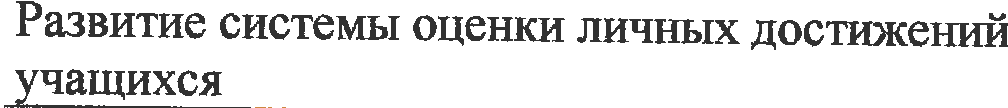 Развитие системы оценки личных достижений
учащихся